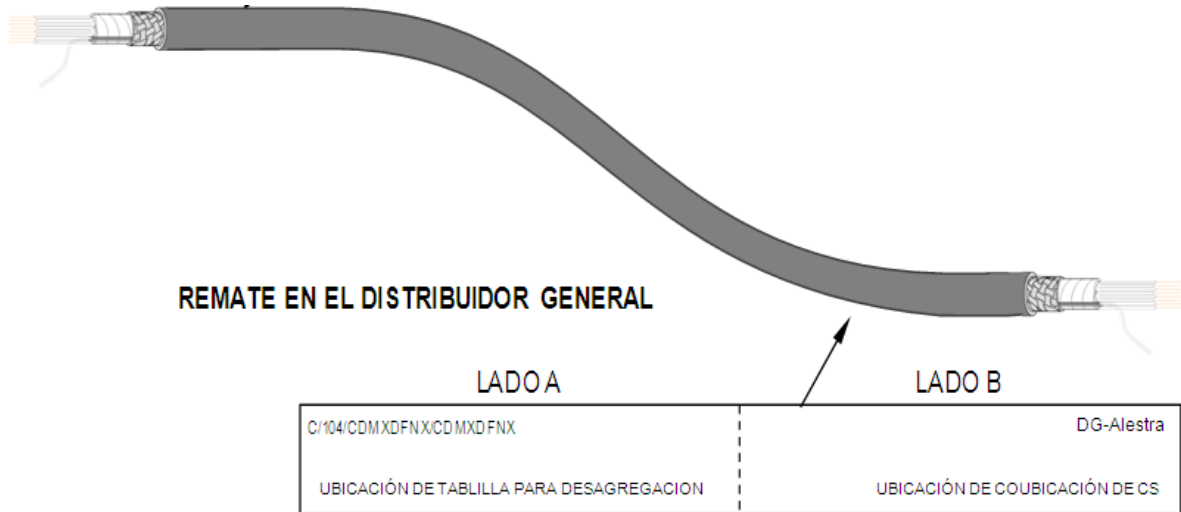 REMATE EN EL DISTRIBUIDOR GENERAL
LADO A
LADO B
C/104/CDMXDFNX/CDMXDFNX
DG-Alestra
UBICACIÓN DE TABLILLA PARA DESAGREGACION
UBICACIÓN DE COUBICACIÓN DE CS